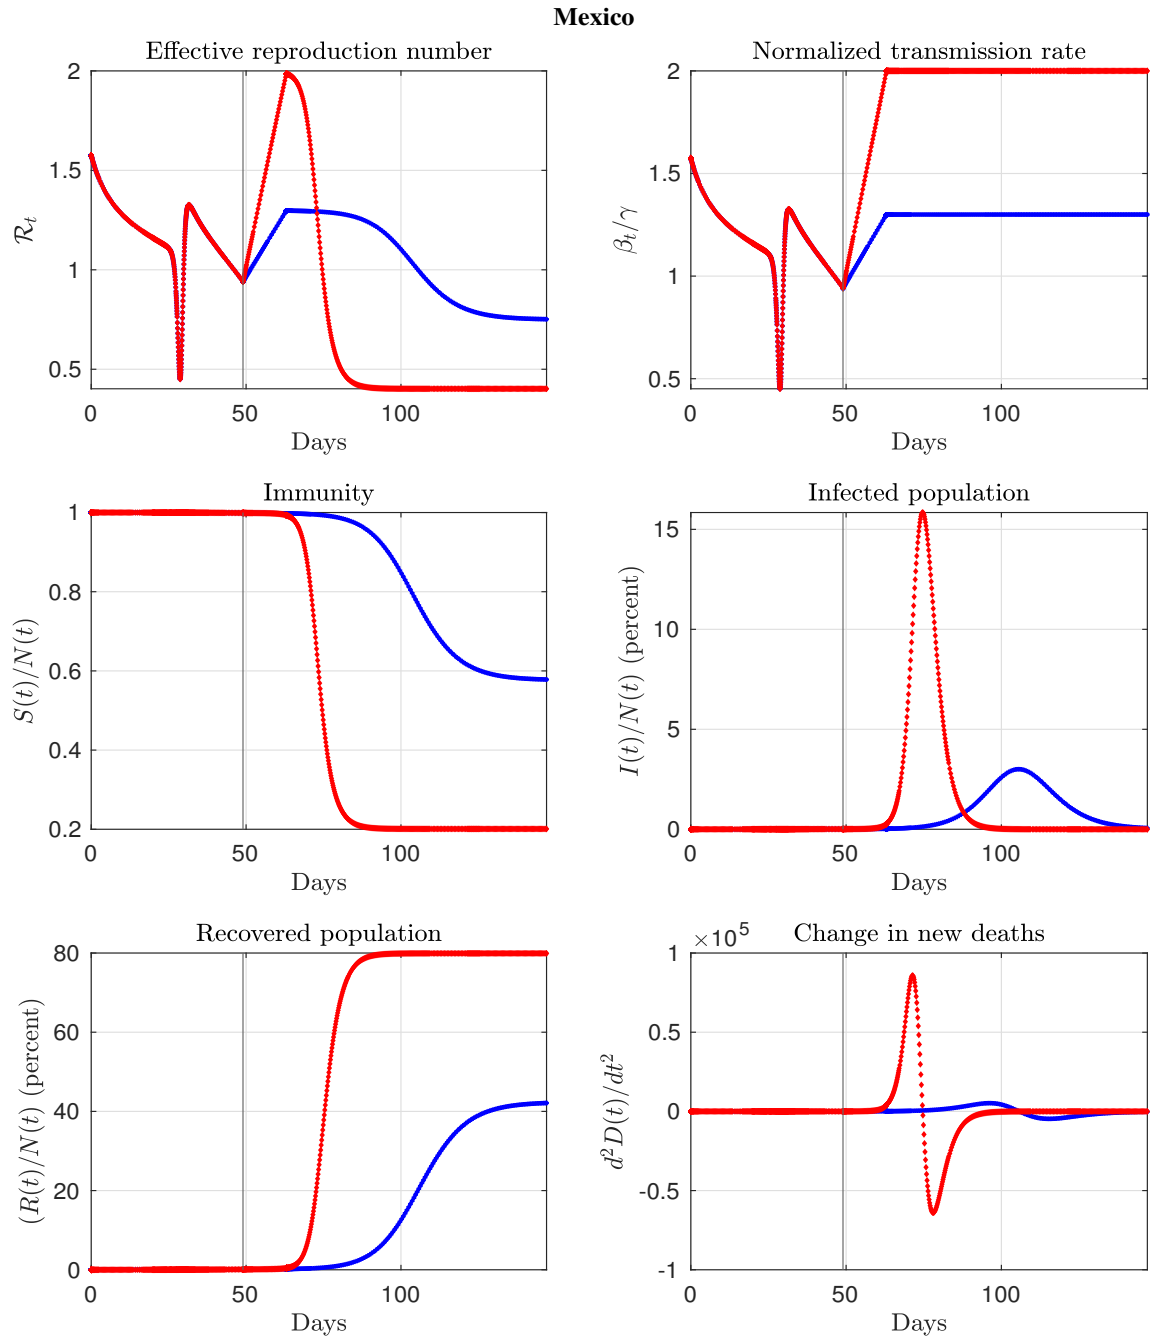 Mexico
Effective reproduction number
2
1.5
1
0.5
0 50 100
Days
ℛₜ
Normalized transmission rate
2
1.5
1
0.5
0 50 100
Days
βₜ/γ
Immunity
1
0.8
0.6
0.4
0.2
0 50 100
Days
S(t)/N(t)
Infected population
15
10
5
0
0 50 100
Days
I(t)/N(t) (percent)
Recovered population
80
60
40
20
0
0 50 100
Days
(R(t)/N(t) (percent)
Change in new deaths
×10⁵
1
0.5
0
-0.5
-1
0 50 100
Days
d²D(t)/dt²